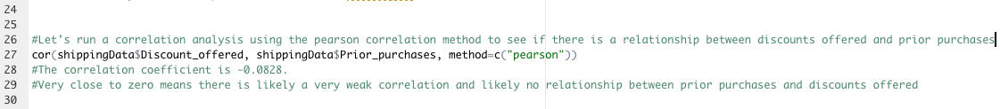 24
25
26 #Let's run a correlation analysis using the pearson correlation method to see if there is a relationship between discounts offered and prior purchases
27 cor(shippingData$Discount_offered, shippingData$Prior_purchases, method=c("pearson"))
28 #The correlation coefficient is -0.0828.
29 #Very close to zero means there is likely a very weak correlation and likely no relationship between prior purchases and discounts offered
30